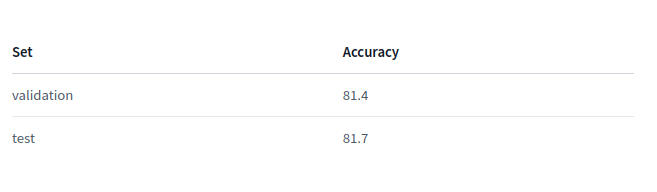 Set Accuracy
validation 81.4
test 81.7